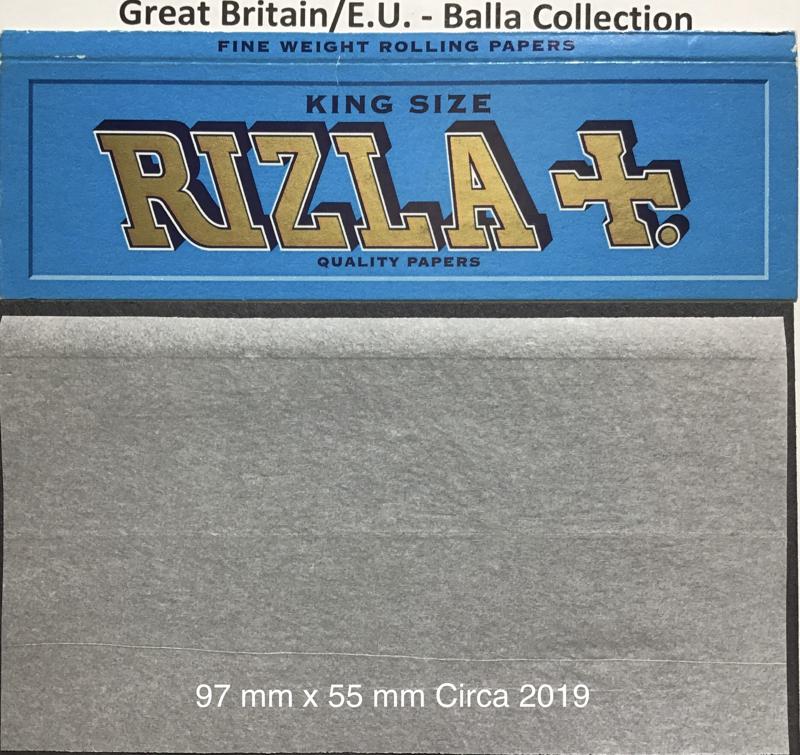 Great Britain/E.U. - Balla Collection
FINE WEIGHT ROLLING PAPERS
KING SIZE
RIZLA +.
QUALITY PAPERS
97 mm x 55 mm Circa 2019